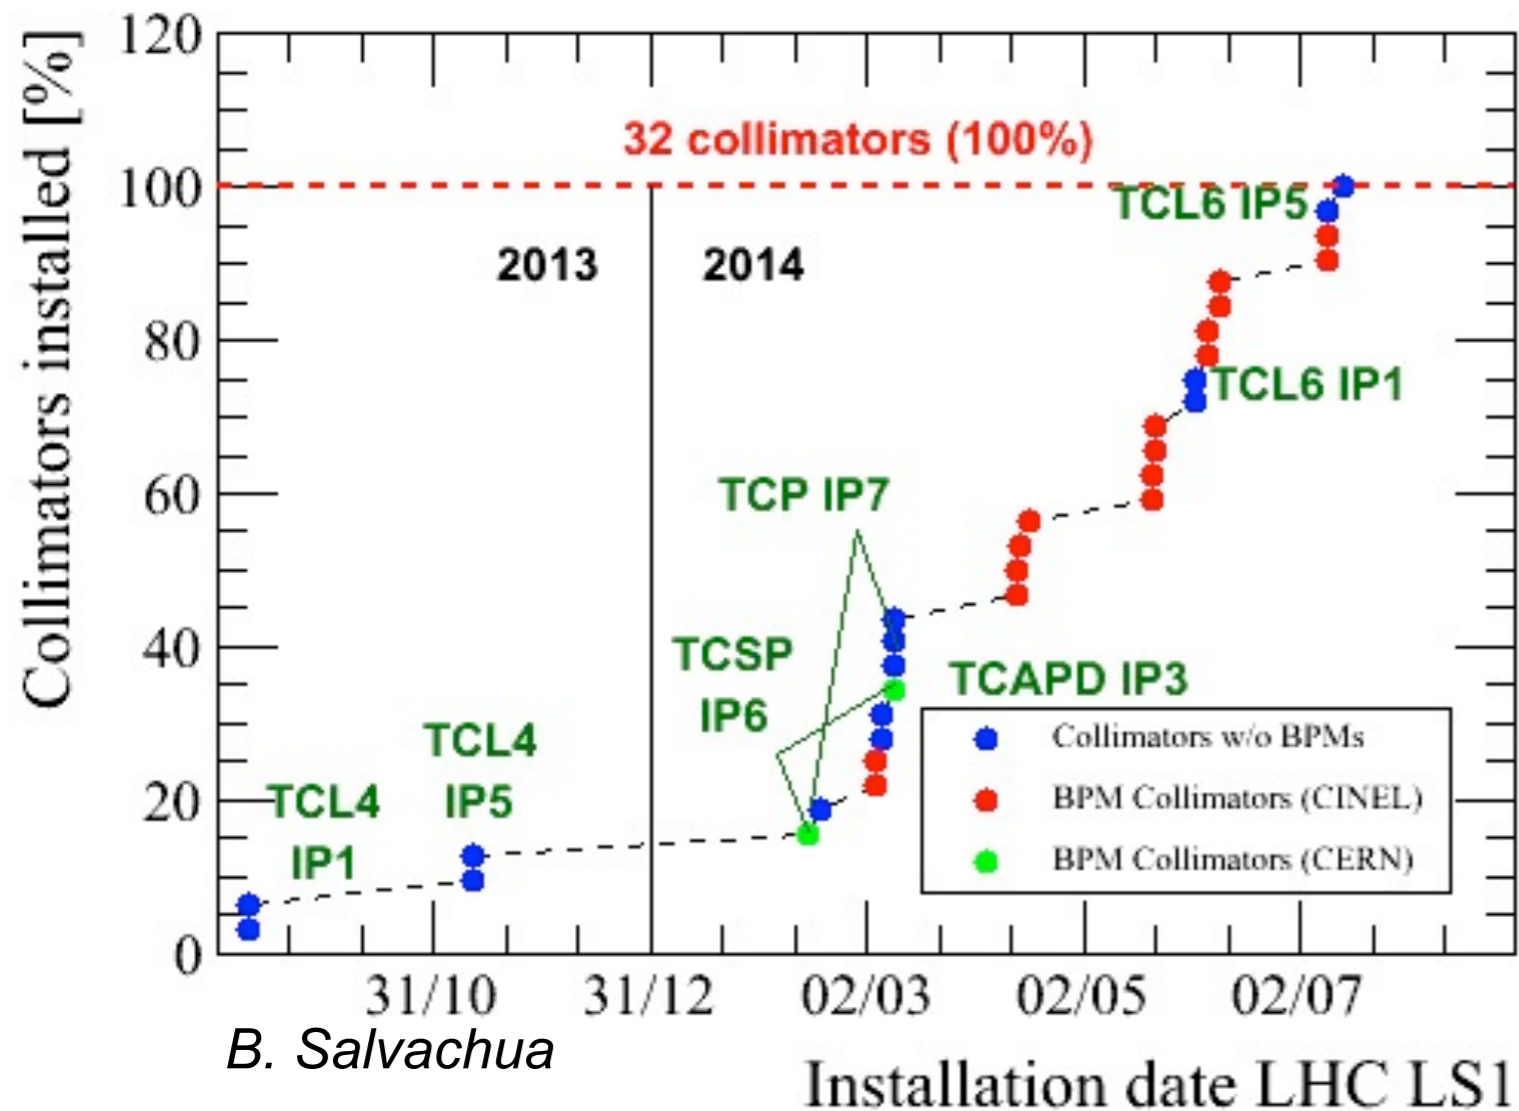 Collimators installed [%]
120
100
80
60
40
20
0
32 collimators (100%)
2013
2014
TCL6 IP5
TCL6 IP1
TCP IP7
TCSP
IP6
TCAPD IP3
TCL4
IP5
TCL4
IP1
Collimators w/o BPMs
BPM Collimators (CINEL)
BPM Collimators (CERN)
31/10
31/12
02/03
02/05
02/07
B. Salvachua
Installation date LHC LS1